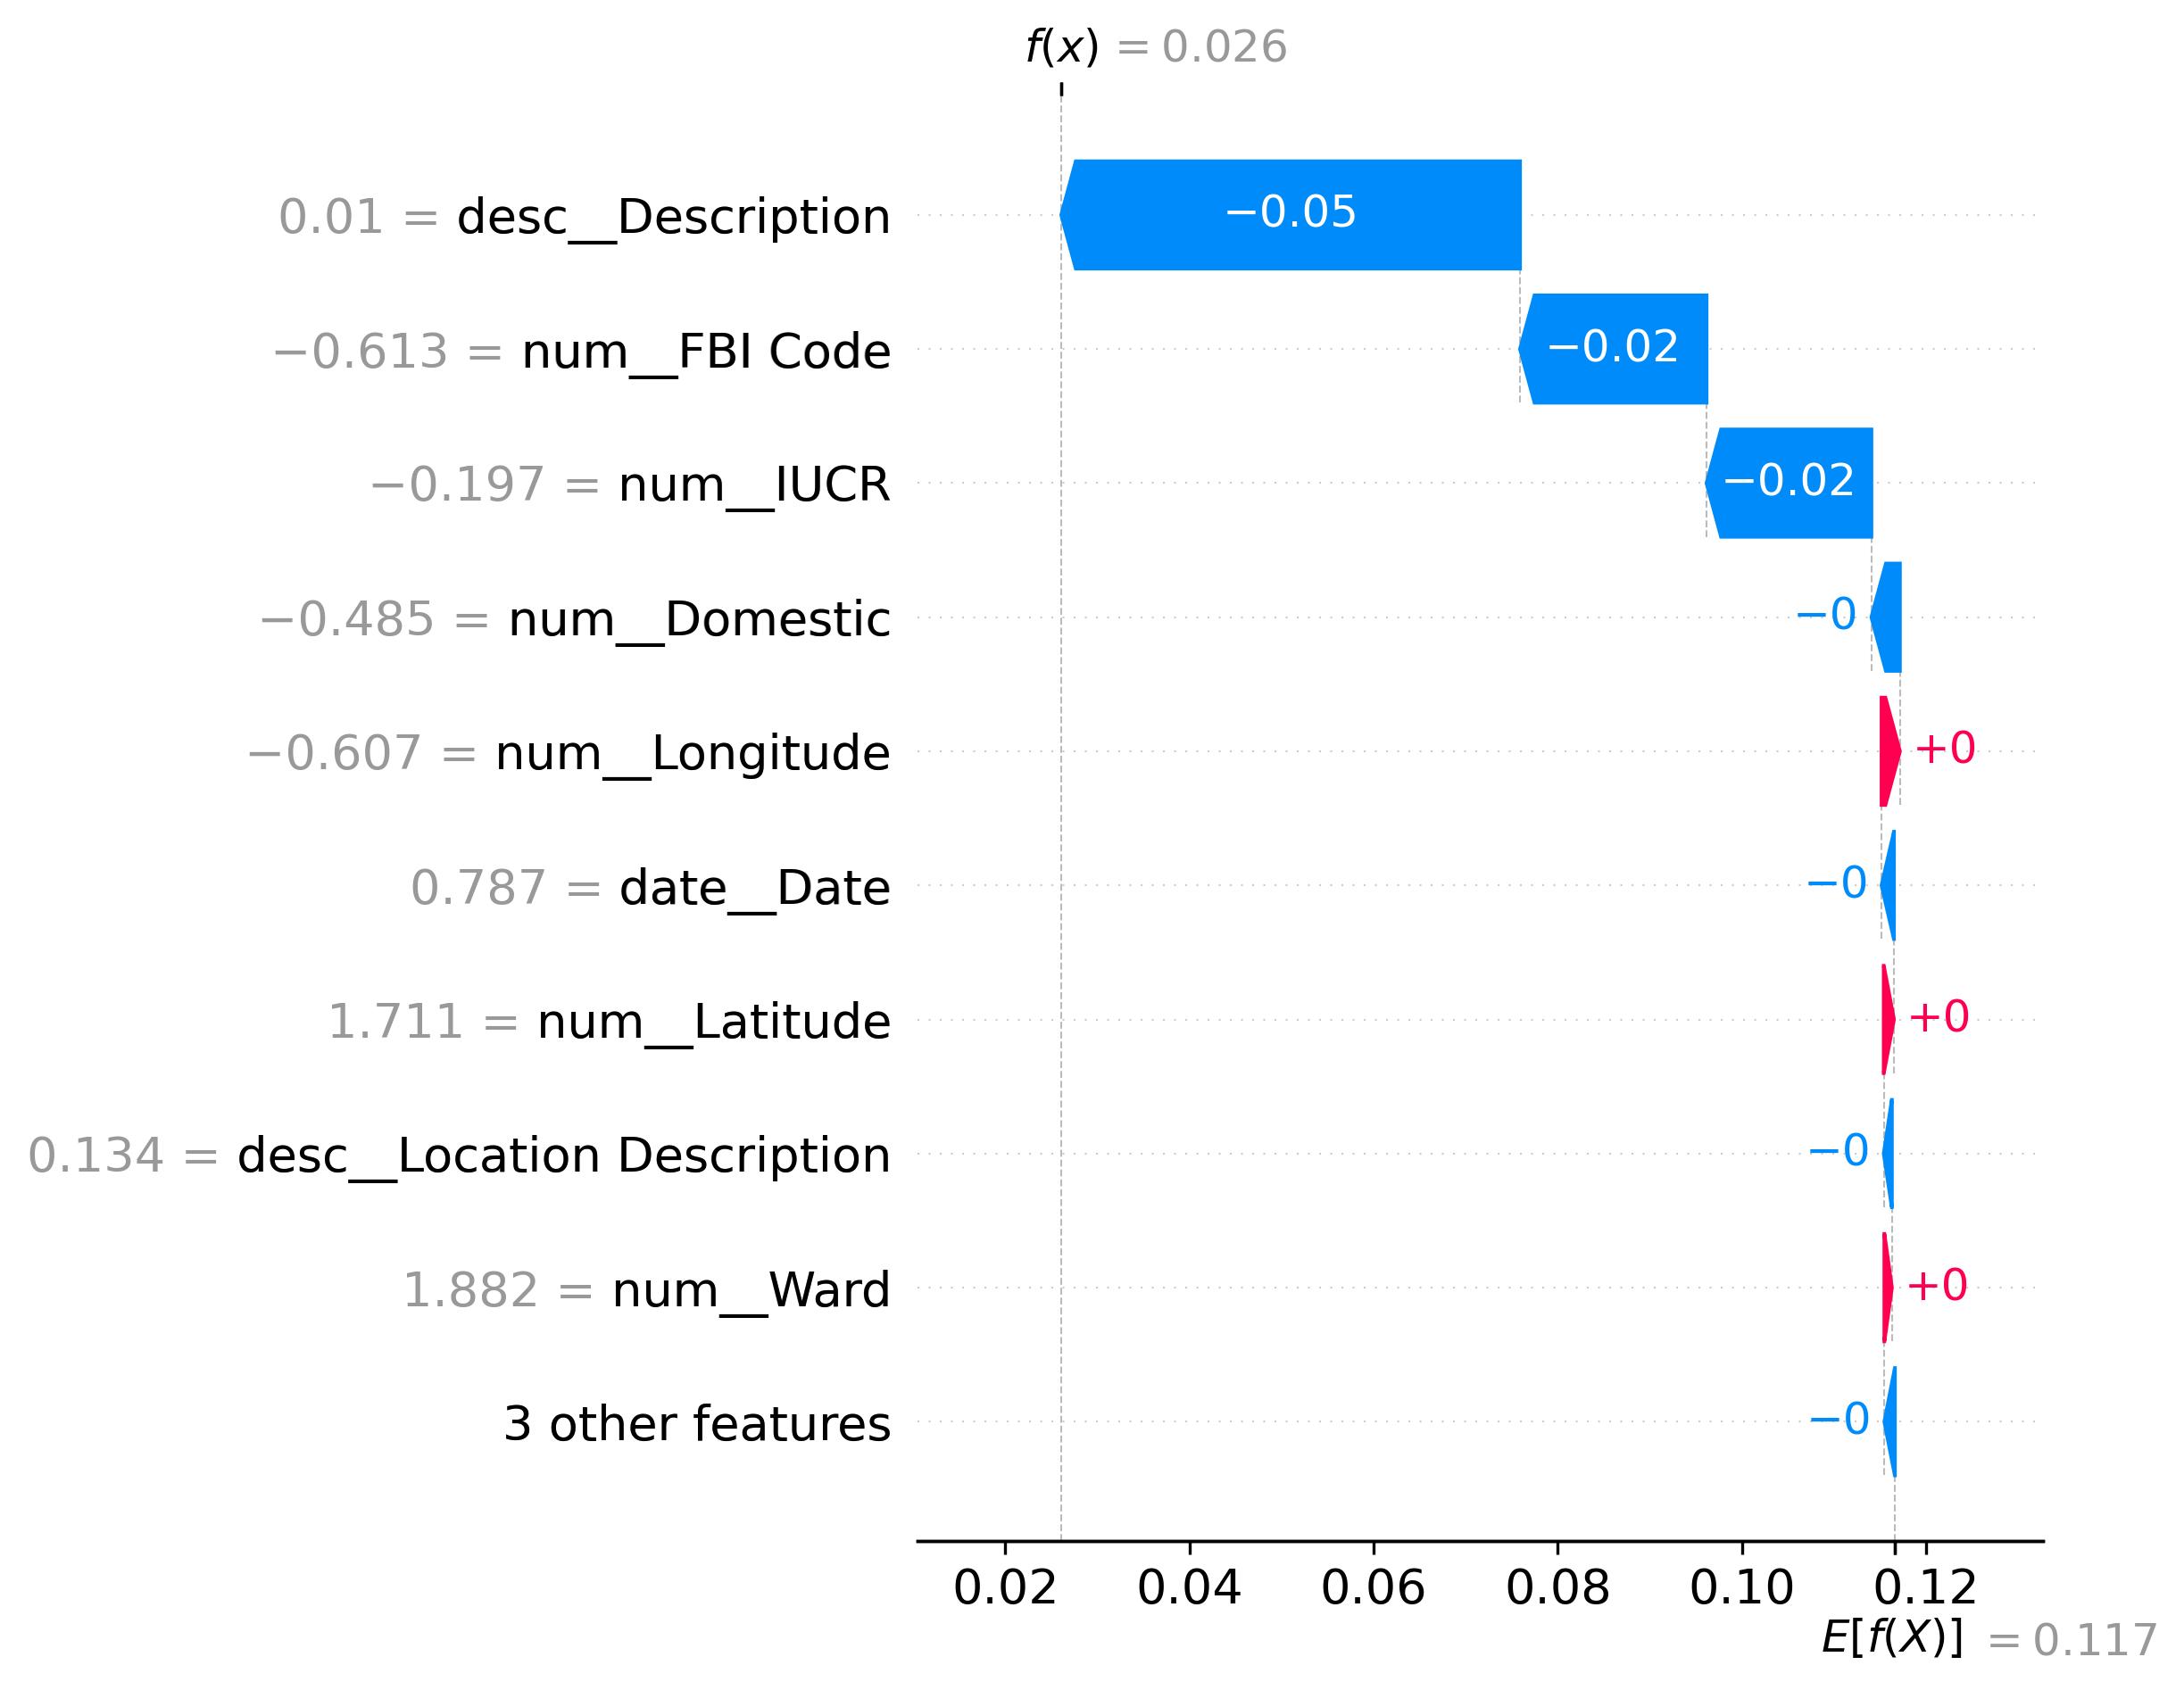 f(x) = 0.026
0.01 = desc__Description
−0.05
−0.613 = num__FBI Code
−0.02
−0.197 = num__IUCR
−0.02
−0.485 = num__Domestic
−0
−0.607 = num__Longitude
+0
0.787 = date__Date
−0
1.711 = num__Latitude
+0
0.134 = desc__Location Description
−0
1.882 = num__Ward
+0
3 other features
−0
0.02 0.04 0.06 0.08 0.10 0.12
E[f(X)] = 0.117